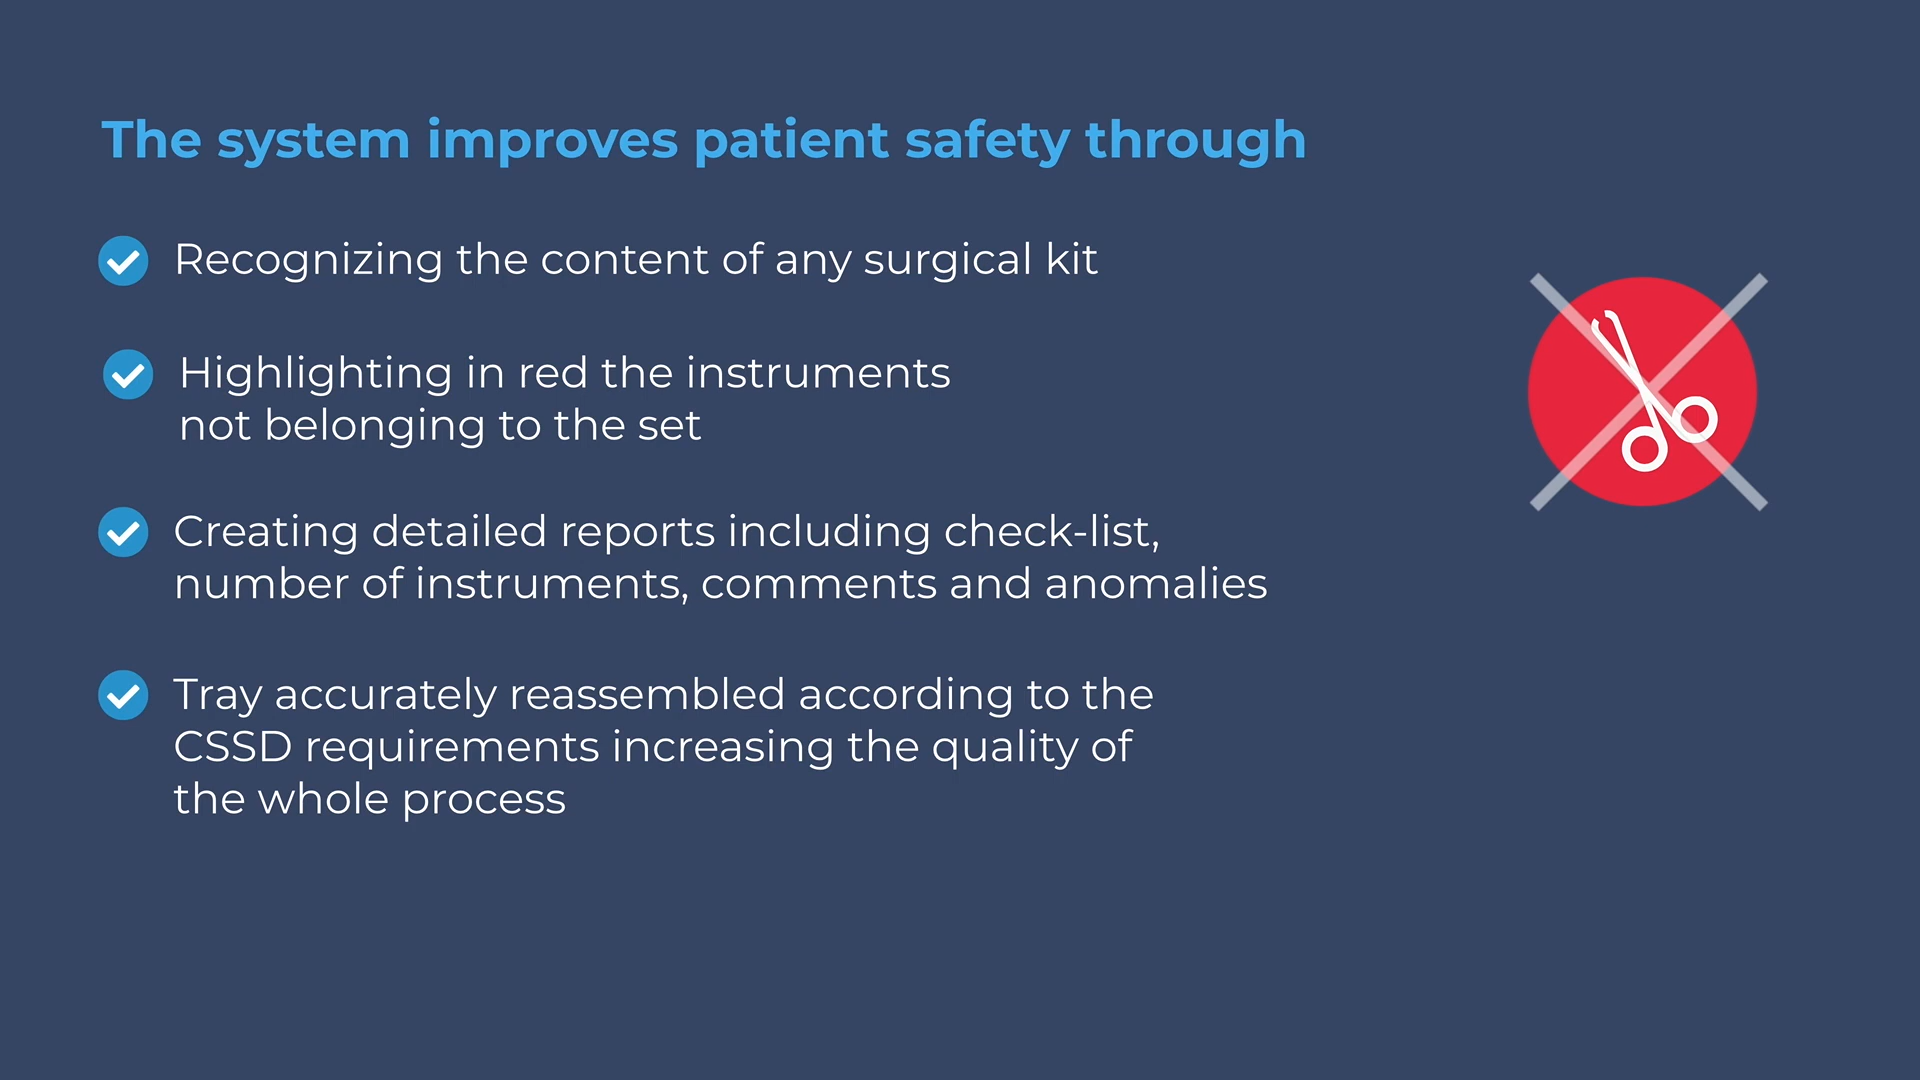 The system improves patient safety through
Recognizing the content of any surgical kit
Highlighting in red the instruments
not belonging to the set
Creating detailed reports including check-list,
number of instruments, comments and anomalies
Tray accurately reassembled according to the
CSSD requirements increasing the quality of
the whole process